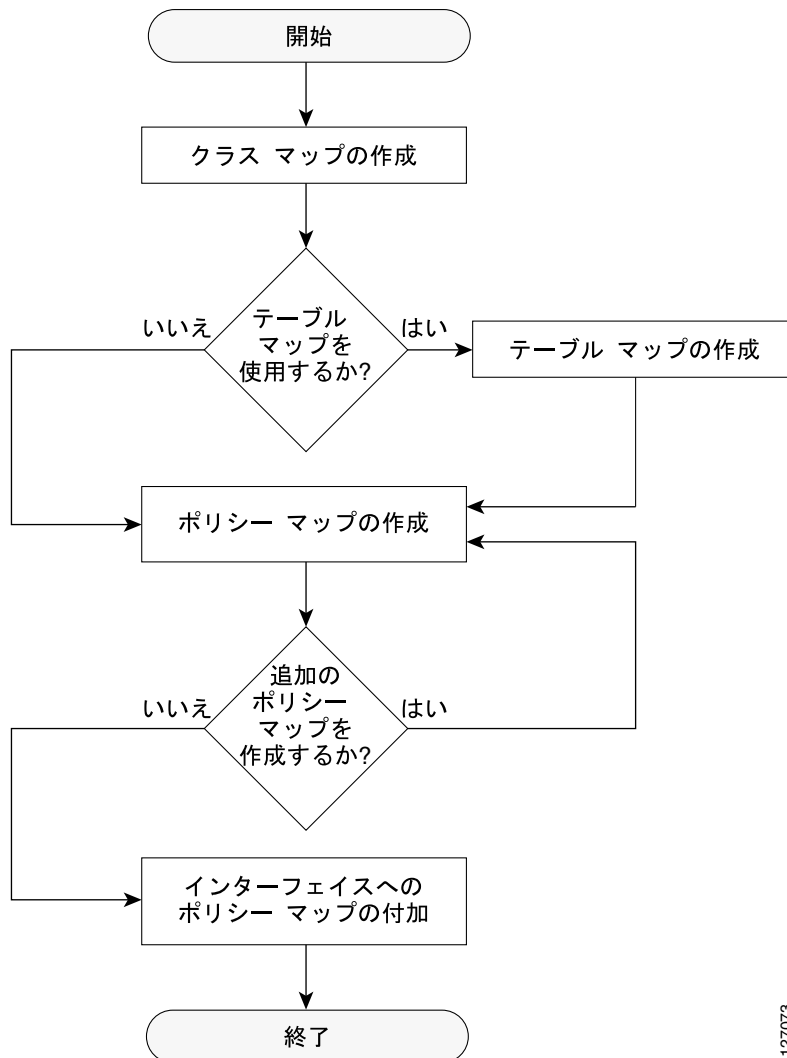 開始
クラス マップの作成
いいえ
テーブル
マップを
使用するか?
はい
テーブル マップの作成
ポリシー マップの作成
いいえ
追加の
ポリシー
マップを
作成するか?
はい
インターフェイスへの
ポリシー マップの付加
終了
127073